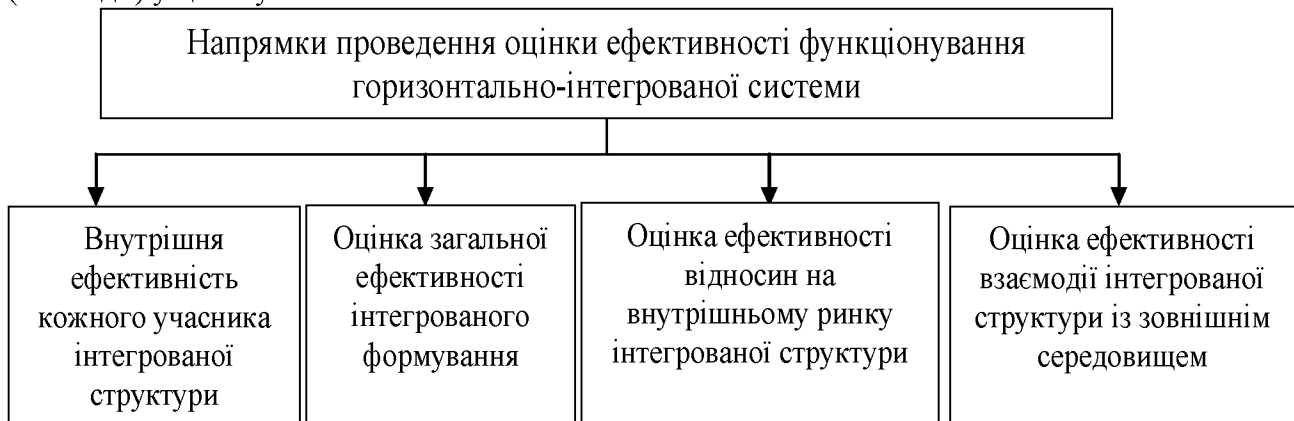 Напрямки проведення оцінки ефективності функціонування
горизонтально-інтегрованої системи
Внутрішня
ефективність
кожного учасника
інтегрованої
структури
Оцінка загальної
ефективності
інтегрованого
формування
Оцінка ефективності
відносин на
внутрішньому ринку
інтегрованої структури
Оцінка ефективності
взаємодії інтегрованої
структури із зовнішнім
середовищем